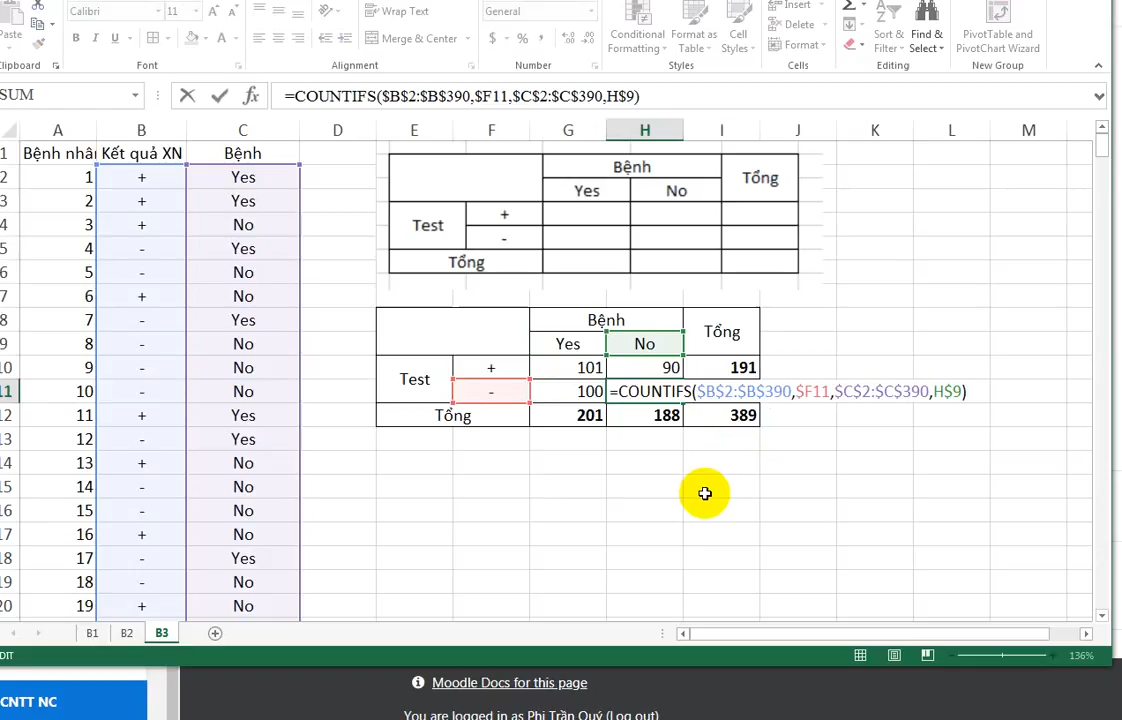 Calibri 11 Wrap Text General Insert
Paste B I U Merge & Center $ % Conditional Formatting Format as Table Cell Styles Delete Format Sort & Filter Find & Select PivotTable and PivotChart Wizard
Clipboard Font Alignment Number Styles Cells Editing New Group
SUM fx =COUNTIFS($B$2:$B$390,$F11,$C$2:$C$390,H$9)
A B C D E F G H I J K L M
1 Bệnh nhân Kết quả XN Bệnh
2 1 + Yes
3 2 + Yes
4 3 + No
5 4 - Yes
6 5 - No
7 6 + No
8 7 - Yes
9 8 - No
10 9 - No
11 10 - No
12 11 + Yes
13 12 - Yes
14 13 + No
15 14 - No
16 15 - No
17 16 + No
18 17 - Yes
19 18 - No
20 19 + No
Bệnh Tổng
Yes No
Test +
-
Tổng
Bệnh Tổng
Yes No
Test + 101 90 191
- 100 =COUNTIFS($B$2:$B$390,$F11,$C$2:$C$390,H$9)
Tổng 201 188 389
B1 B2 B3
EDIT 136%
CNTT NC
Moodle Docs for this page
You are logged in as Phi Trần Quý (Log out)